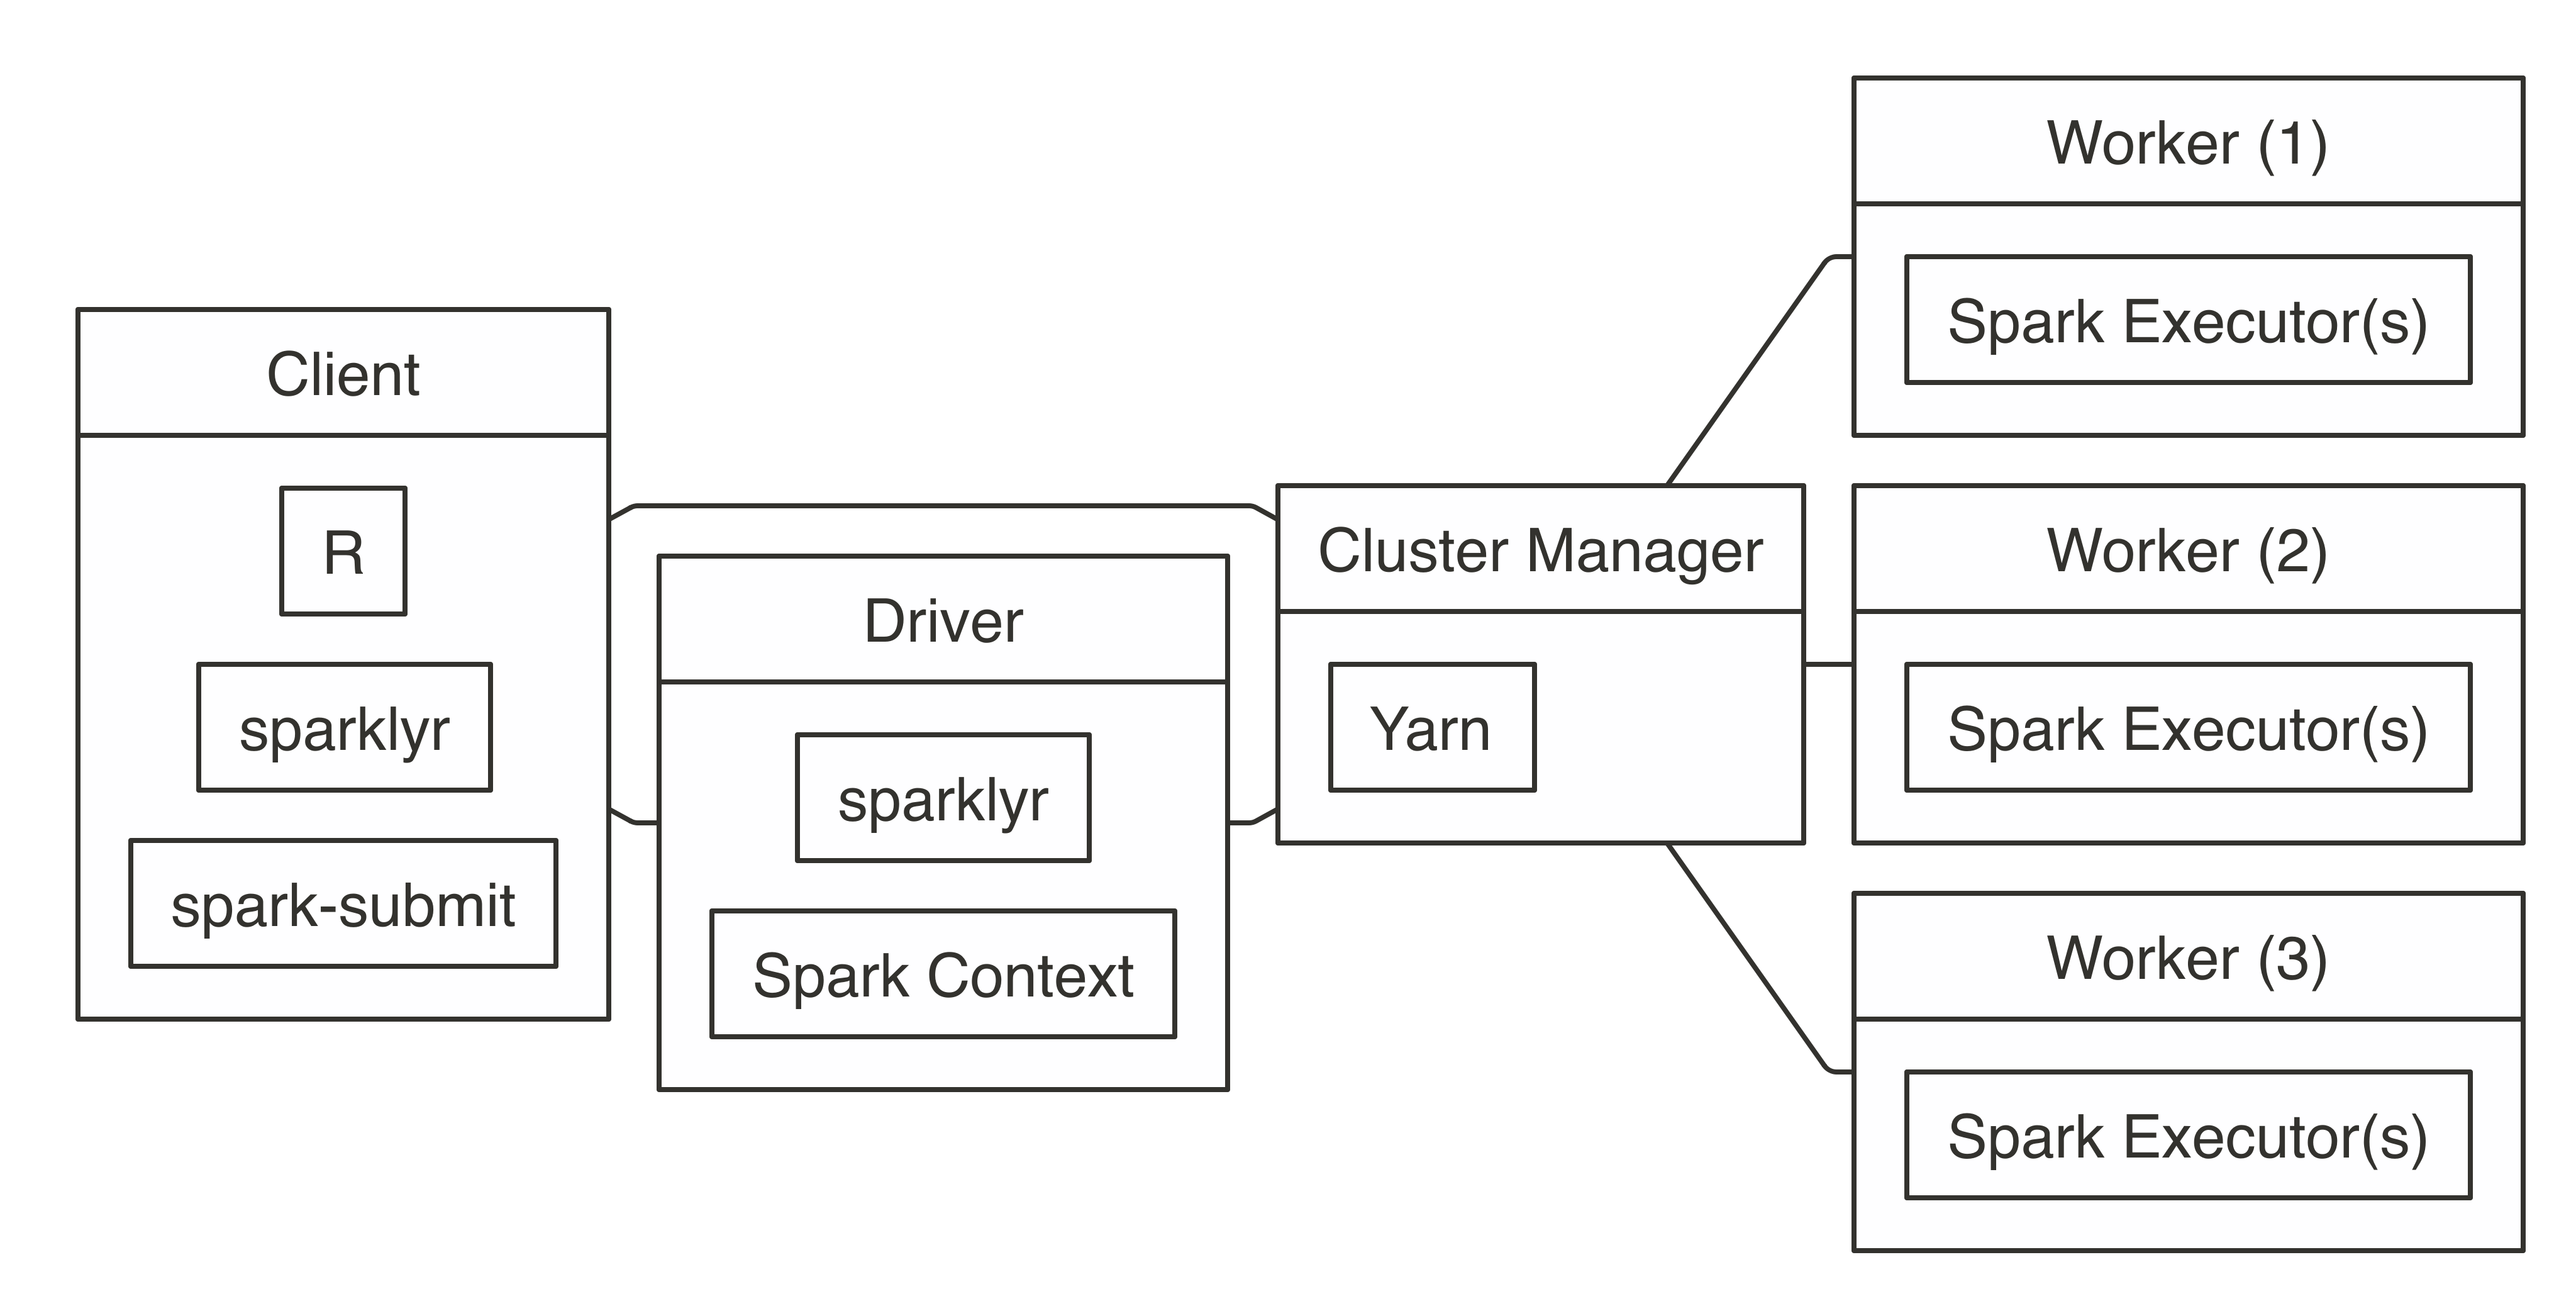 Client
R
sparklyr
spark-submit
Driver
sparklyr
Spark Context
Cluster Manager
Yarn
Worker (1)
Spark Executor(s)
Worker (2)
Spark Executor(s)
Worker (3)
Spark Executor(s)